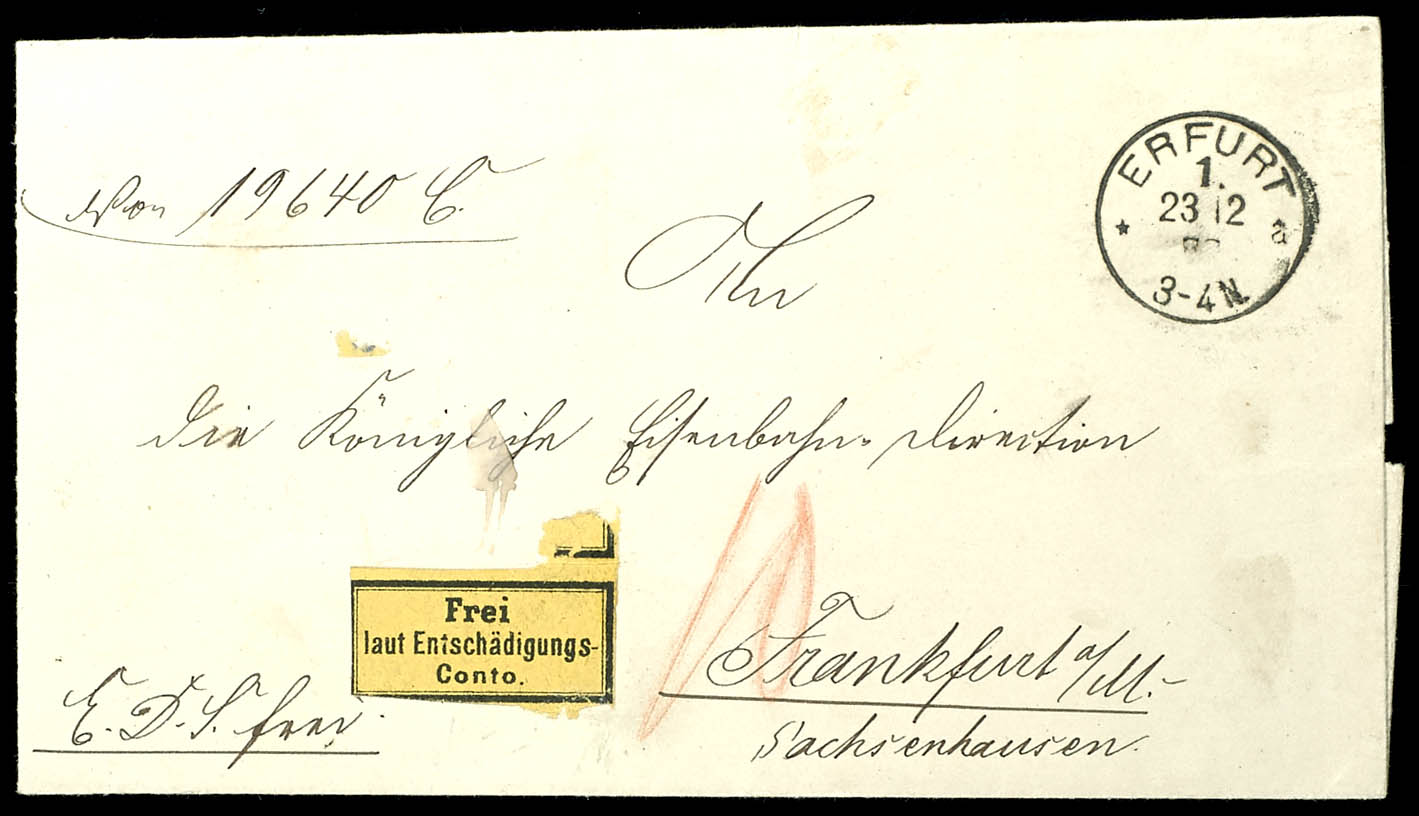 Von 19640 C.
ERFURT
1.
23 12
* a
3-4 N.
An
die Königliche Eisenbahn-Direction
Frei
laut Entschädigungs-
Conto.
E. D. S. frei.
Frankfurt a/M.-
Sachsenhausen.